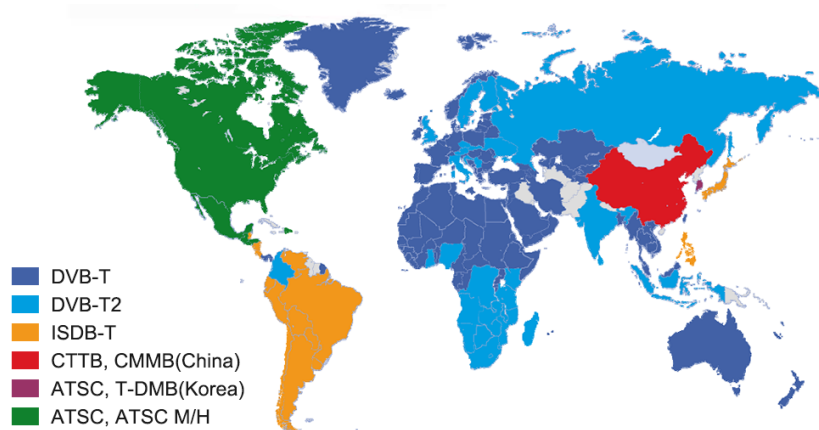 DVB-T
DVB-T2
ISDB-T
CTTB, CMMB(China)
ATSC, T-DMB(Korea)
ATSC, ATSC M/H